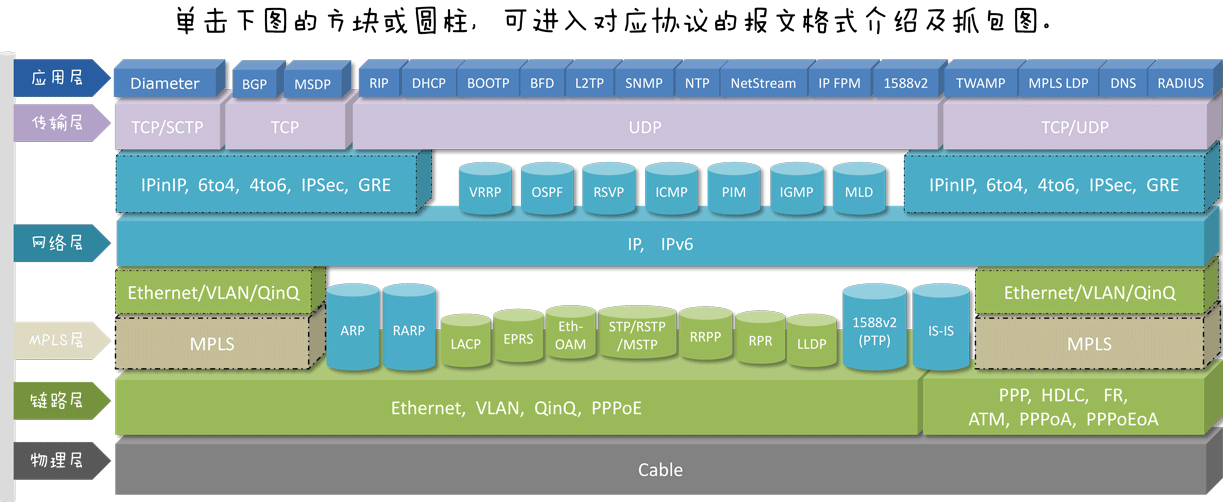 单击下图的方块或圆柱，可进入对应协议的报文格式介绍及抓包图。
应用层 Diameter BGP MSDP RIP DHCP BOOTP BFD L2TP SNMP NTP NetStream IP FPM 1588v2 TWAMP MPLS LDP DNS RADIUS
传输层 TCP/SCTP TCP UDP TCP/UDP
IPinIP, 6to4, 4to6, IPSec, GRE
VRRP OSPF RSVP ICMP PIM IGMP MLD
IPinIP, 6to4, 4to6, IPSec, GRE
网络层 IP, IPv6
Ethernet/VLAN/QinQ
Ethernet/VLAN/QinQ
MPLS层 MPLS
ARP RARP LACP EPRS
Eth-
OAM
STP/RSTP
/MSTP
RRPP RPR LLDP
1588v2
(PTP)
IS-IS
MPLS
链路层 Ethernet, VLAN, QinQ, PPPoE
PPP, HDLC, FR,
ATM, PPPoA, PPPoEoA
物理层 Cable